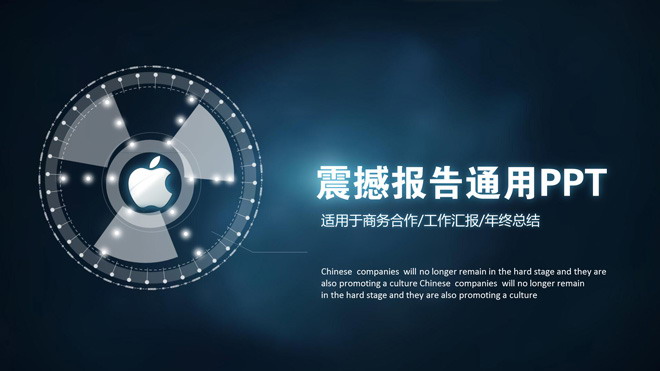 震撼报告通用PPT
适用于商务合作/工作汇报/年终总结
Chinese companies will no longer remain in the hard stage and they are
also promoting a culture Chinese companies will no longer remain
in the hard stage and they are also promoting a culture